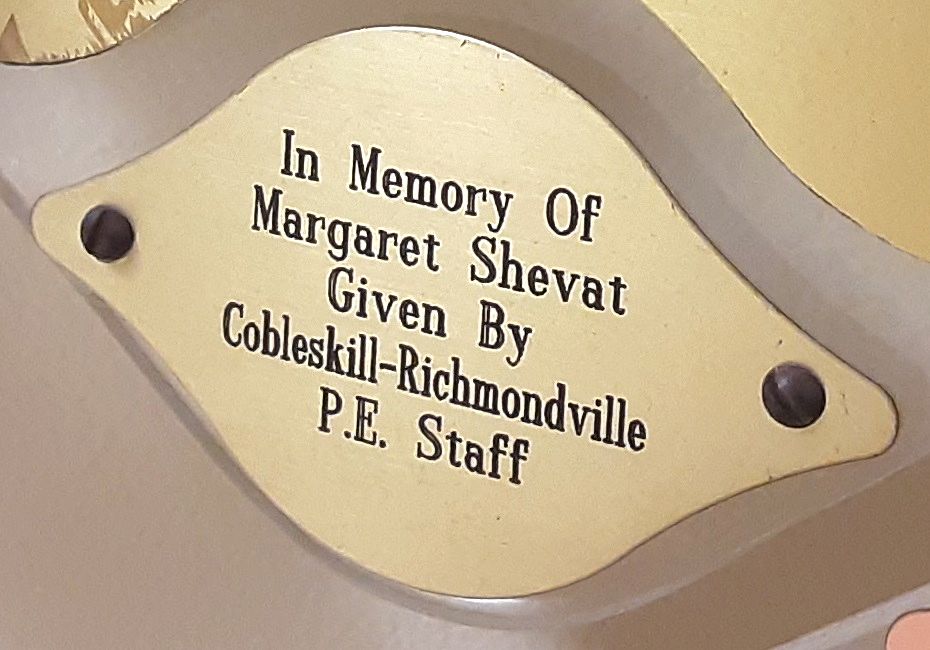 In Memory Of
Margaret Shevat
Given By
Cobleskill-Richmondville
P.E. Staff